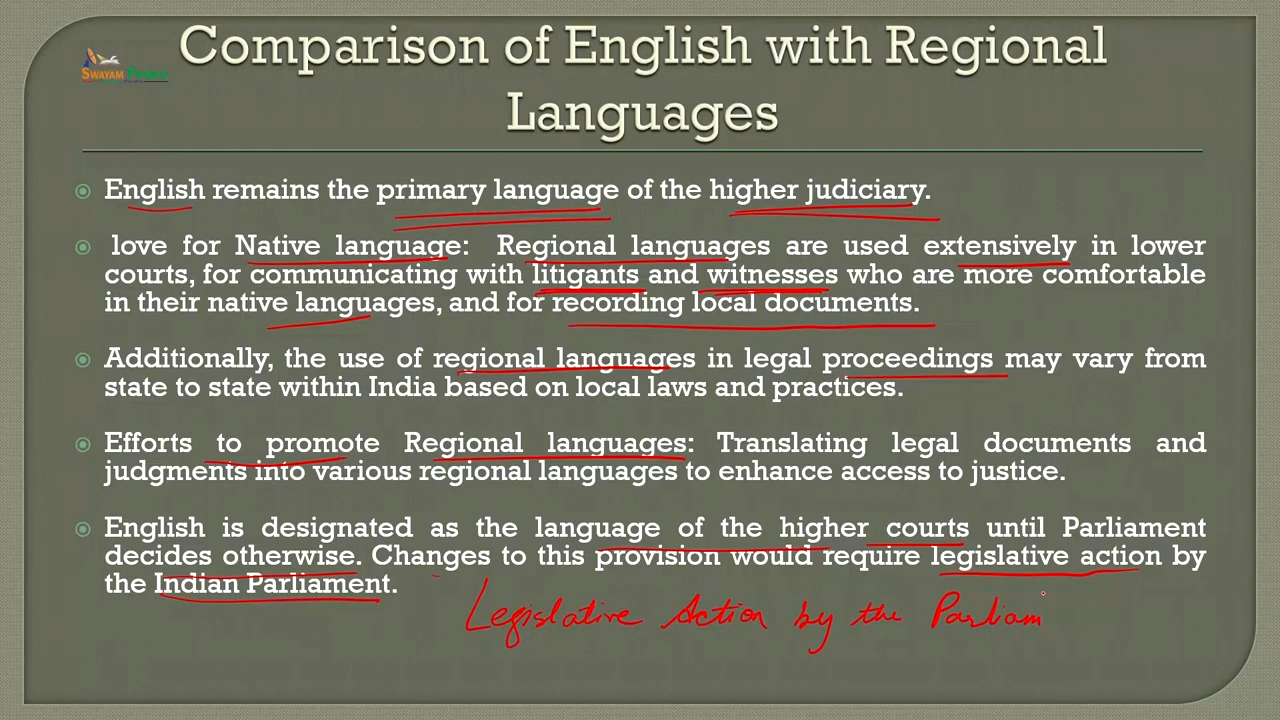 Comparison of English with Regional
Languages
SWAYAM PRABHA
English remains the primary language of the higher judiciary.
love for Native language: Regional languages are used extensively in lower
courts, for communicating with litigants and witnesses who are more comfortable
in their native languages, and for recording local documents.
Additionally, the use of regional languages in legal proceedings may vary from
state to state within India based on local laws and practices.
Efforts to promote Regional languages: Translating legal documents and
judgments into various regional languages to enhance access to justice.
English is designated as the language of the higher courts until Parliament
decides otherwise. Changes to this provision would require legislative action by
the Indian Parliament.
Legislative Action by the Parliam